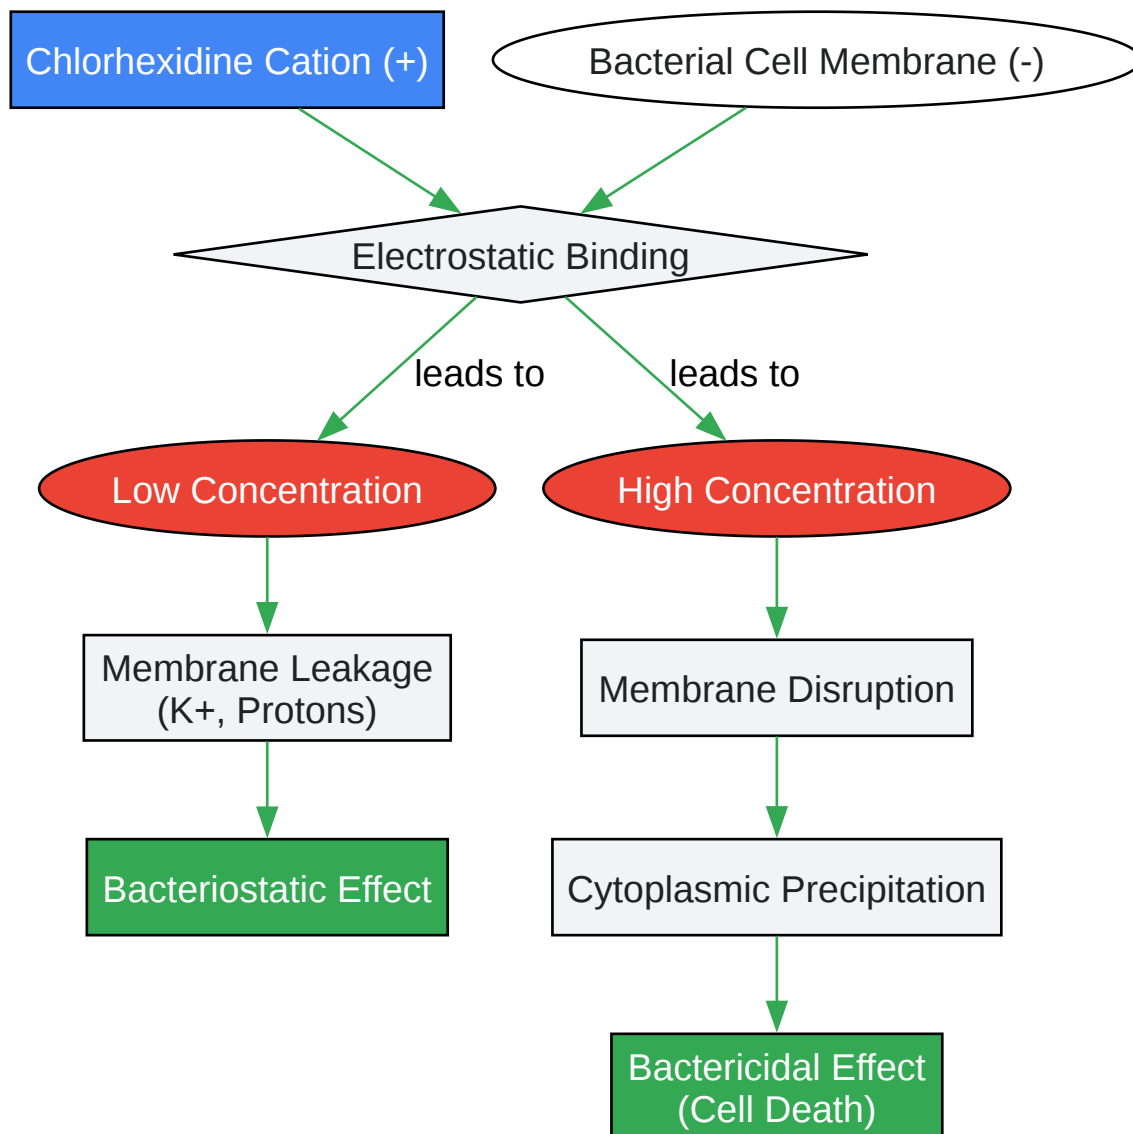 Chlorhexidine Cation (+)
Bacterial Cell Membrane (-)
Electrostatic Binding
leads to
leads to
Low Concentration
High Concentration
Membrane Leakage
(K+, Protons)
Membrane Disruption
Bacteriostatic Effect
Cytoplasmic Precipitation
Bactericidal Effect
(Cell Death)